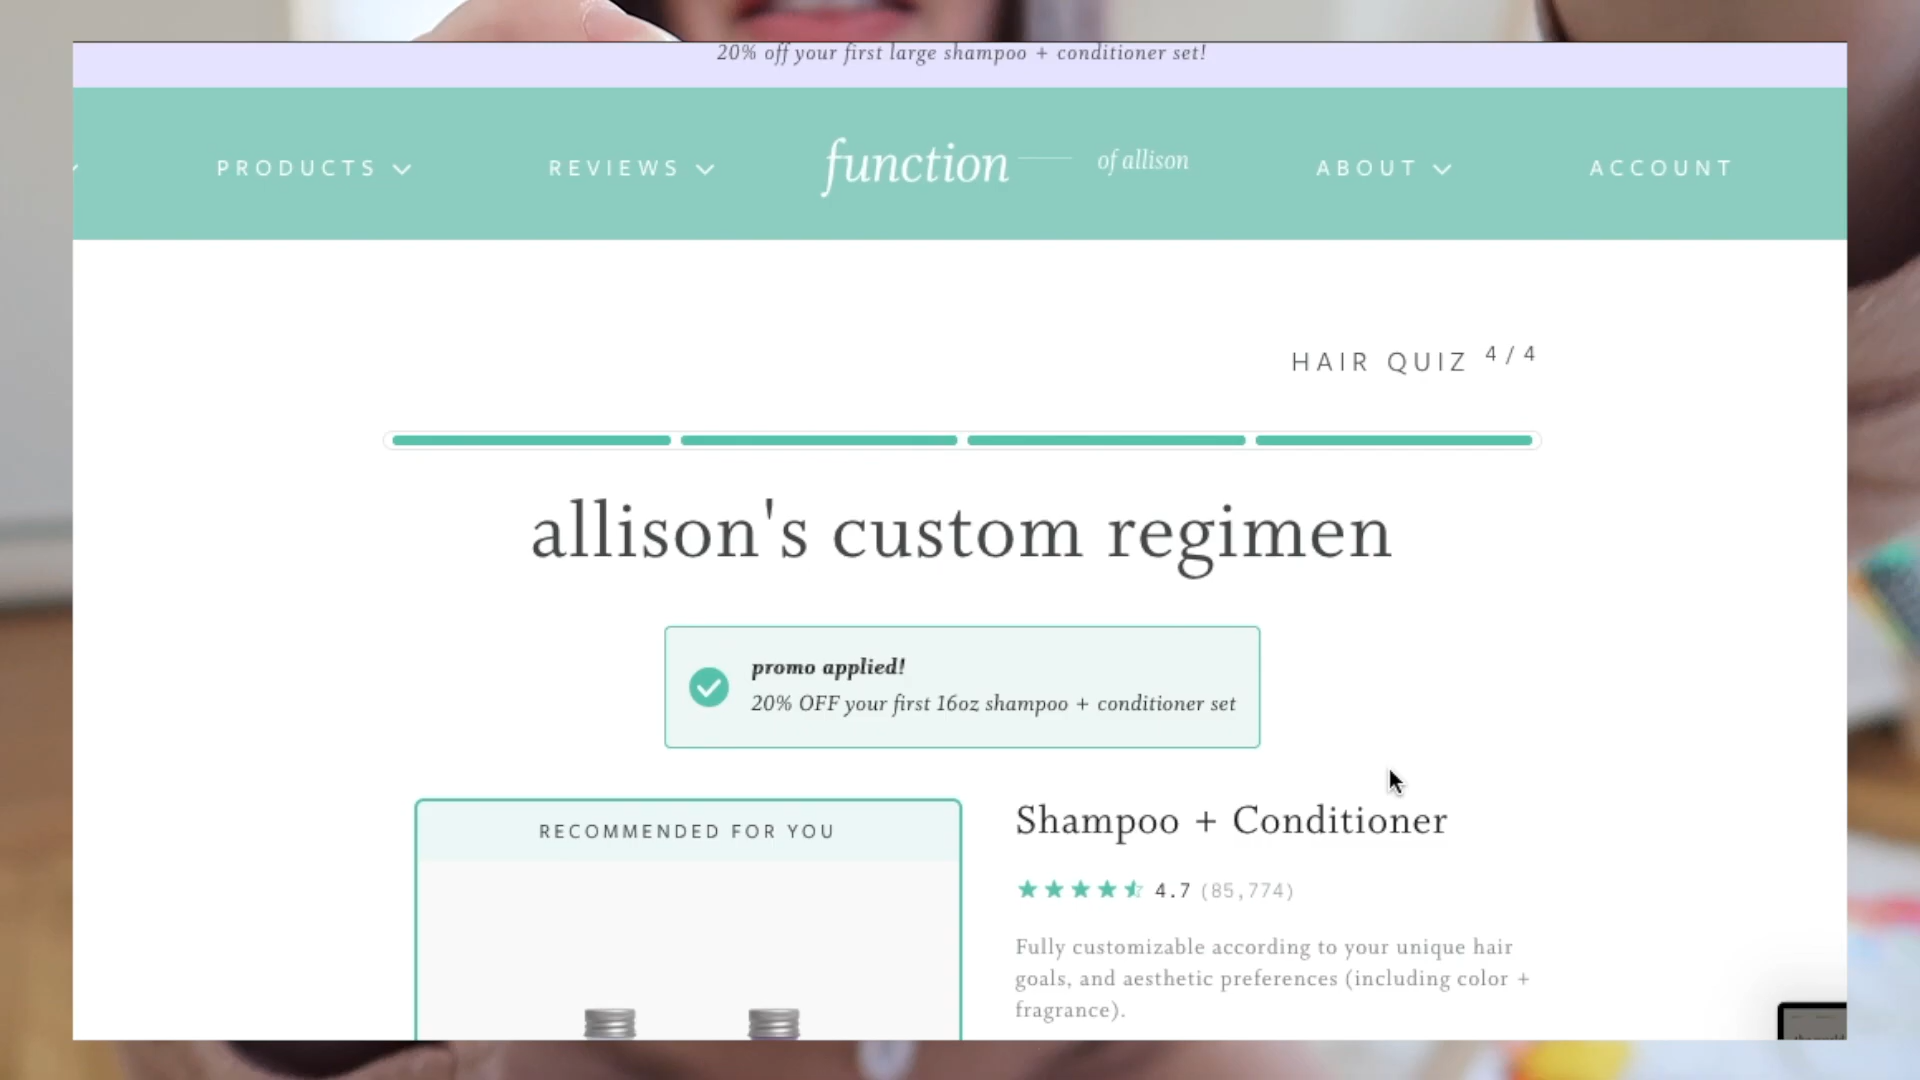 20% off your first large shampoo + conditioner set!
PRODUCTS
REVIEWS
function of allison
ABOUT
ACCOUNT
HAIR QUIZ 4/4
allison's custom regimen
promo applied!
20% OFF your first 16oz shampoo + conditioner set
RECOMMENDED FOR YOU
Shampoo + Conditioner
4.7 (85,774)
Fully customizable according to your unique hair
goals, and aesthetic preferences (including color +
fragrance).